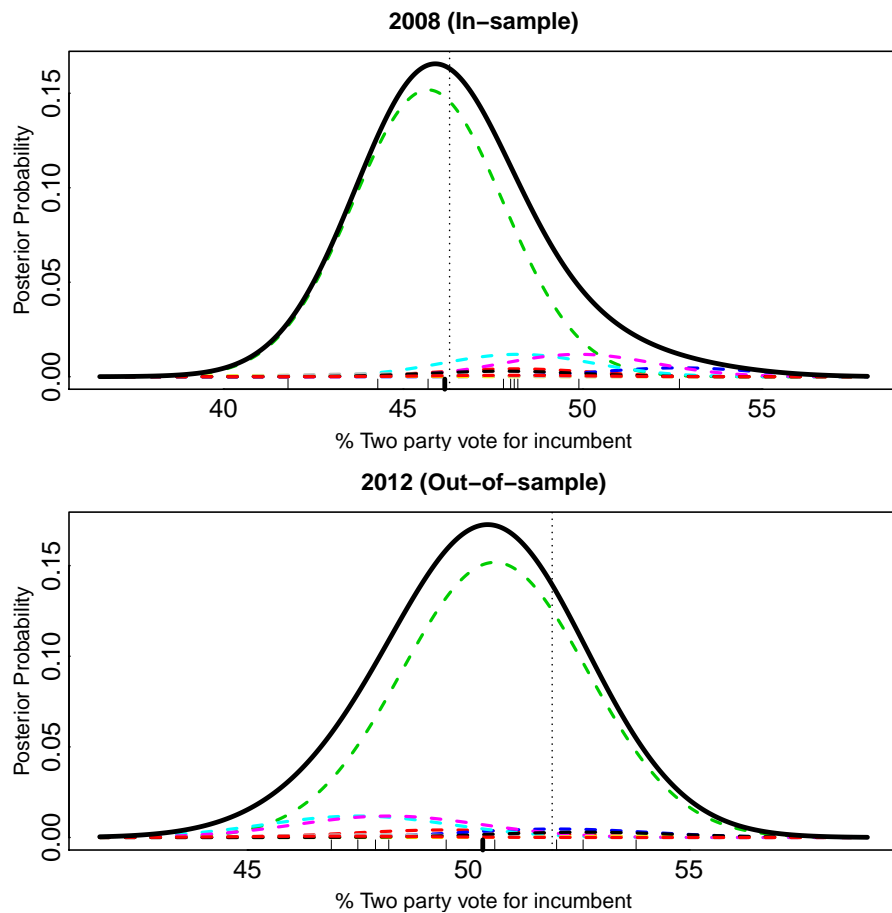 2008 (In−sample)
Posterior Probability
0.00 0.05 0.10 0.15
40 45 50 55
% Two party vote for incumbent
2012 (Out−of−sample)
Posterior Probability
0.00 0.05 0.10 0.15
45 50 55
% Two party vote for incumbent